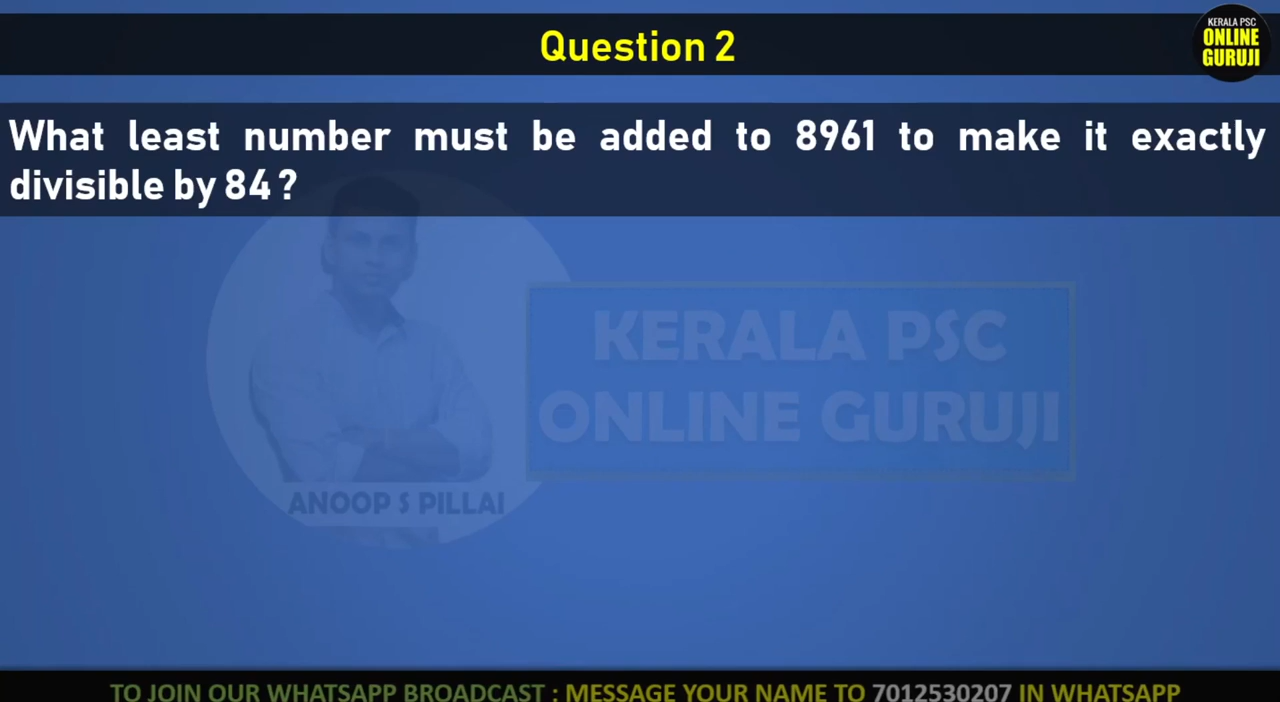 Question 2
KERALA PSC
ONLINE
GURUJI
What least number must be added to 8961 to make it exactly
divisible by 84 ?
KERALA PSC
ONLINE GURUJI
ANOOP S PILLAI
TO JOIN OUR WHATSAPP BROADCAST : MESSAGE YOUR NAME TO 7012530207 IN WHATSAPP